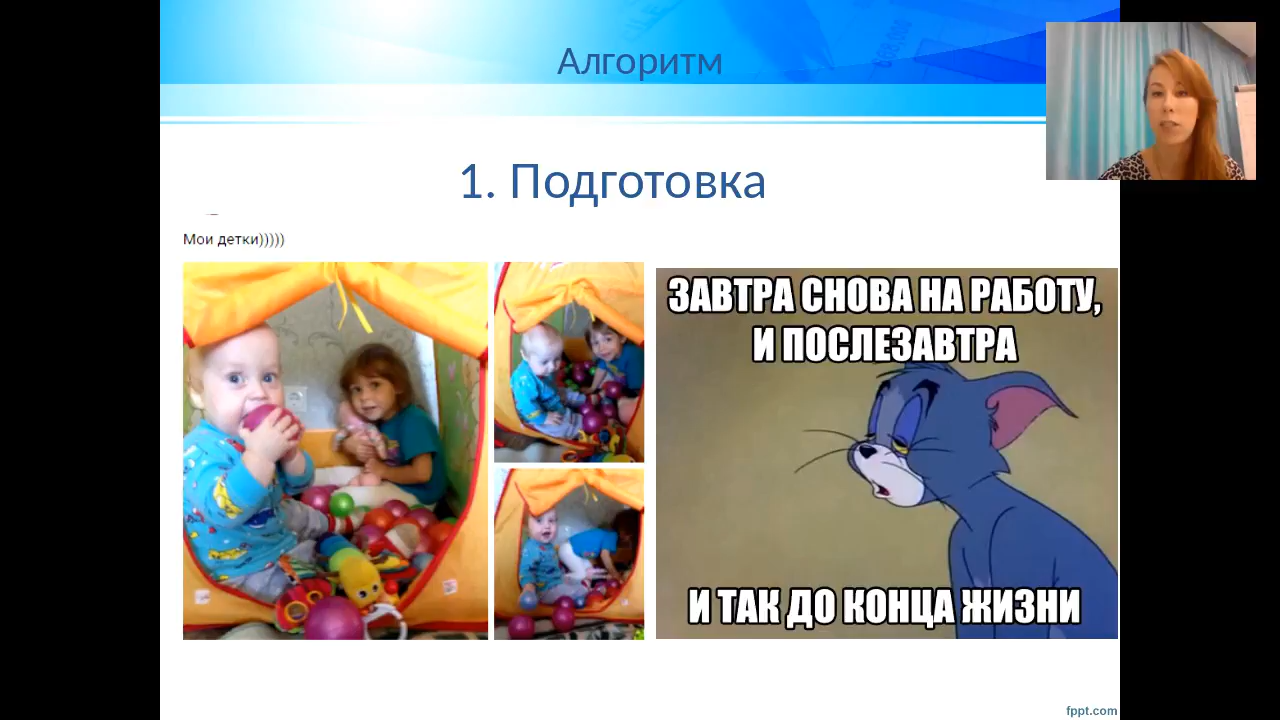 Алгоритм
1. Подготовка
Мои детки)))))
ЗАВТРА СНОВА НА РАБОТУ,
И ПОСЛЕЗАВТРА
И ТАК ДО КОНЦА ЖИЗНИ
fppt.com